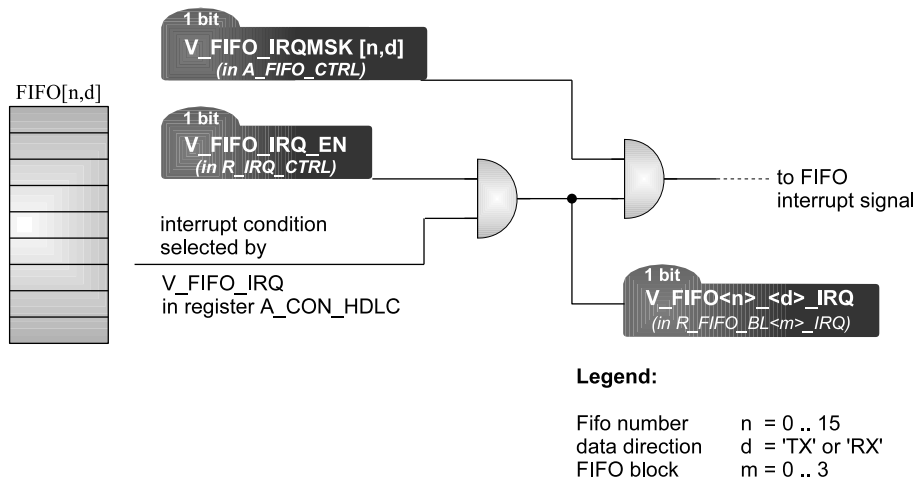 1 bit
V_FIFO_IRQMSK [n,d]
(in A_FIFO_CTRL)
FIFO[n,d]
1 bit
V_FIFO_IRQ_EN
(in R_IRQ_CTRL)
to FIFO
interrupt signal
interrupt condition
selected by
V_FIFO_IRQ
in register A_CON_HDLC
1 bit
V_FIFO<n>_<d>_IRQ
(in R_FIFO_BL<m>_IRQ)
Legend:
Fifo number n = 0 .. 15
data direction d = 'TX' or 'RX'
FIFO block m = 0 .. 3